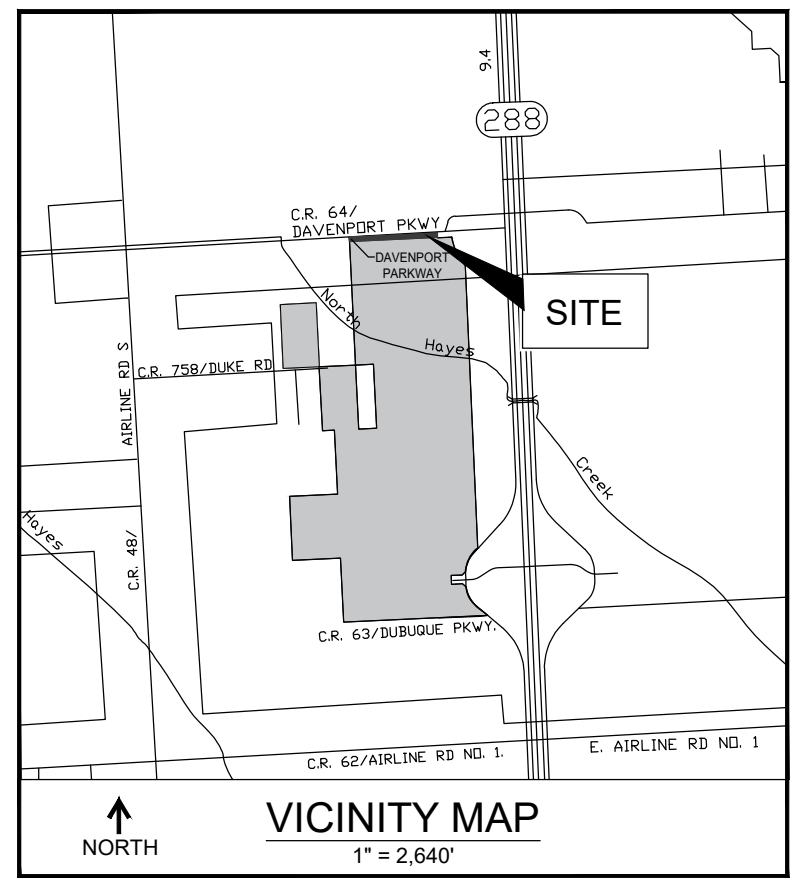 9.4
288
C.R. 64/
DAVENPORT PKWY
DAVENPORT
PARKWAY
SITE
North
Hayes
AIRLINE RD S
C.R. 758/DUKE RD
Creek
Hayes
C.R. 48/
C.R. 63/DUBUQUE PKWY.
C.R. 62/AIRLINE RD NO. 1.
E. AIRLINE RD NO. 1
NORTH
VICINITY MAP
1" = 2,640'